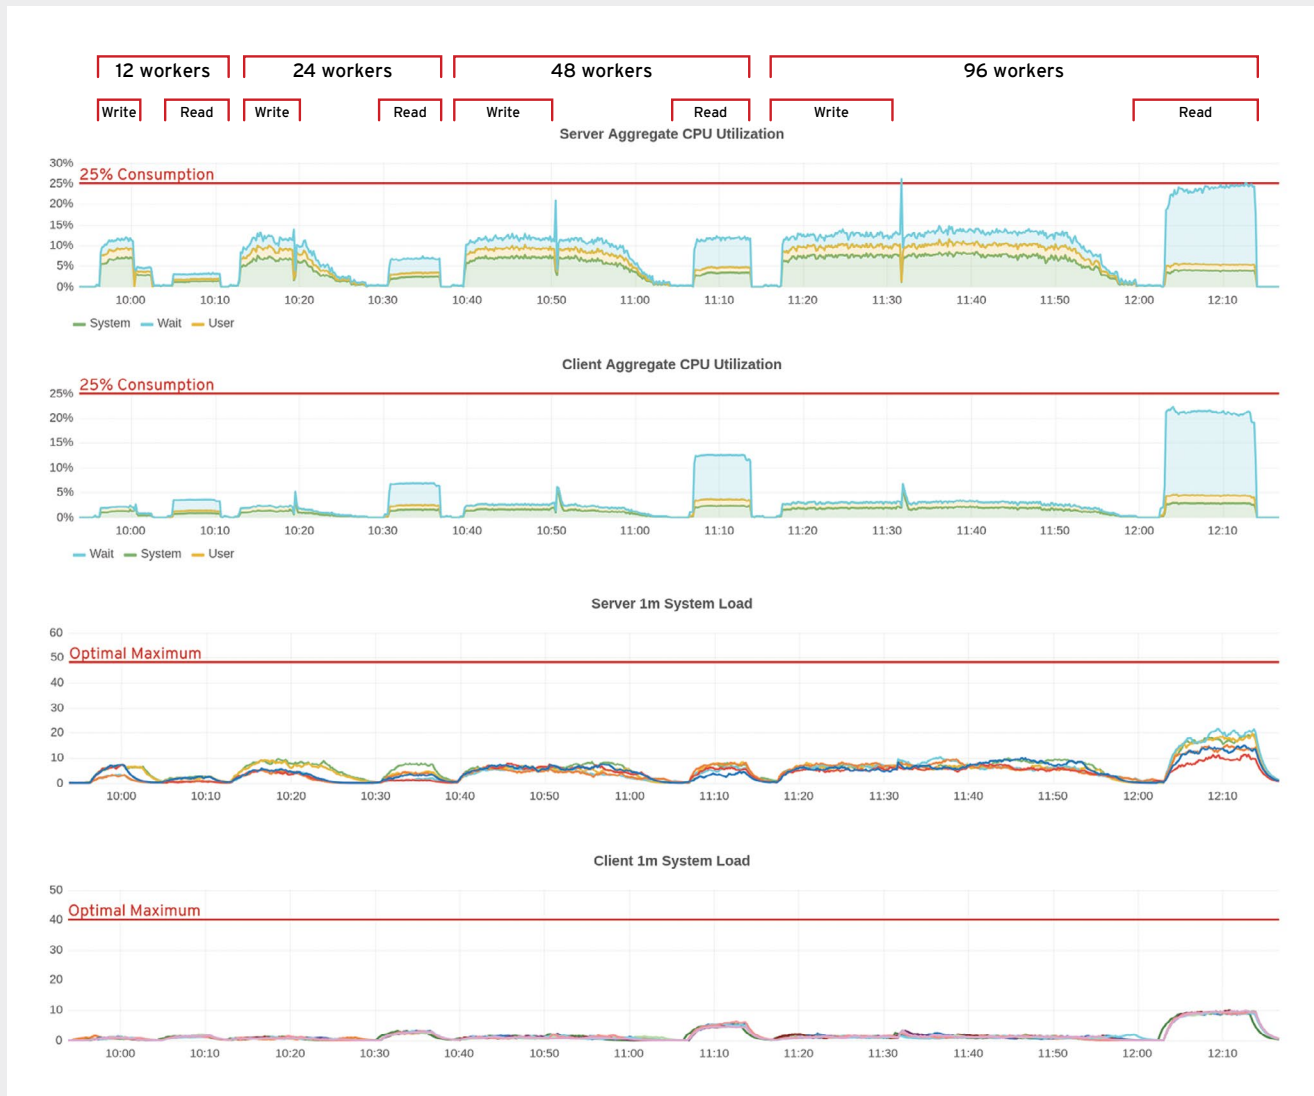 12 workers 24 workers 48 workers 96 workers
Write Read Write Read Write Read Write Read
Server Aggregate CPU Utilization
30%
25% Consumption
25%
20%
15%
10%
5%
0%
10:00 10:10 10:20 10:30 10:40 10:50 11:00 11:10 11:20 11:30 11:40 11:50 12:00 12:10
System Wait User
Client Aggregate CPU Utilization
25% Consumption
25%
20%
15%
10%
5%
0%
10:00 10:10 10:20 10:30 10:40 10:50 11:00 11:10 11:20 11:30 11:40 11:50 12:00 12:10
Wait System User
Server 1m System Load
60
50 Optimal Maximum
40
30
20
10
0
10:00 10:10 10:20 10:30 10:40 10:50 11:00 11:10 11:20 11:30 11:40 11:50 12:00 12:10
Client 1m System Load
50
Optimal Maximum
40
30
20
10
0
10:00 10:10 10:20 10:30 10:40 10:50 11:00 11:10 11:20 11:30 11:40 11:50 12:00 12:10